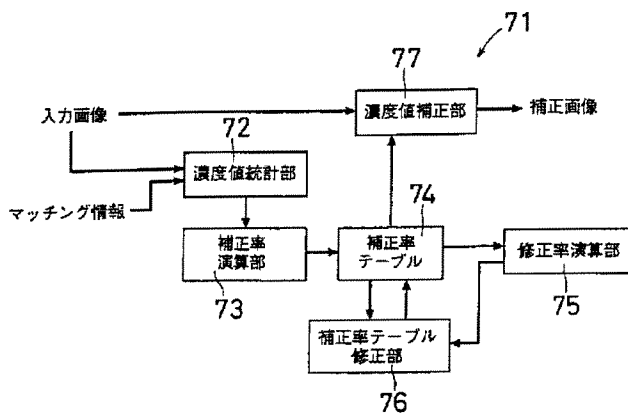 71
77
入力画像
濃度値補正部
補正画像
72
濃度値統計部
マッチング情報
74
補正率
演算部
補正率
テーブル
修正率演算部
73
75
補正率テーブル
修正部
76